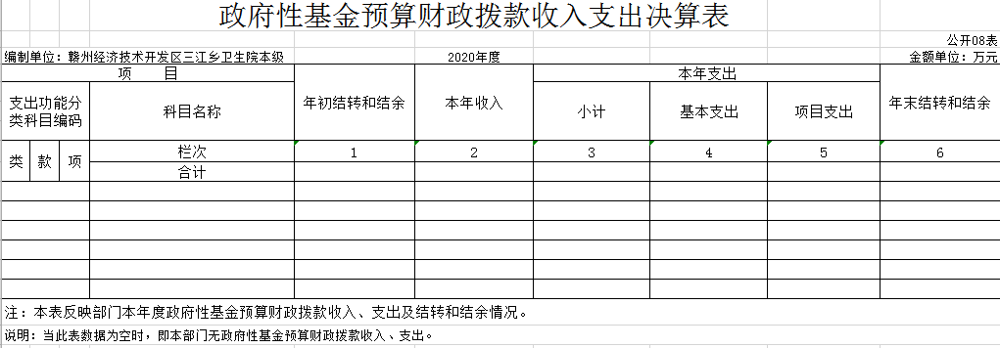 政府性基金预算财政拨款收入支出决算表
公开08表
编制单位：赣州经济技术开发区三江乡卫生院本级 2020年度 金额单位：万元
项 目 年初结转和结余 本年收入 本年支出 年末结转和结余
支出功能分类科目编码 科目名称 小计 基本支出 项目支出
类 款 项 栏次 1 2 3 4 5 6
合计
注：本表反映部门本年度政府性基金预算财政拨款收入、支出及结转和结余情况。
说明：当此表数据为空时，即本部门无政府性基金预算财政拨款收入、支出。